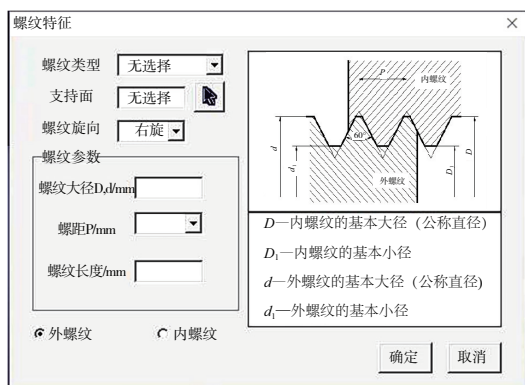 螺纹特征
螺纹类型 无选择
支持面 无选择
螺纹旋向 右旋
螺纹参数
螺纹大径D,d/mm
螺距P/mm
螺纹长度/mm
外螺纹 内螺纹
P
内螺纹
60°
d
d₁
D₁
D
外螺纹
D—内螺纹的基本大径（公称直径）
D₁—内螺纹的基本小径
d—外螺纹的基本大径（公称直径）
d₁—外螺纹的基本小径
确定 取消